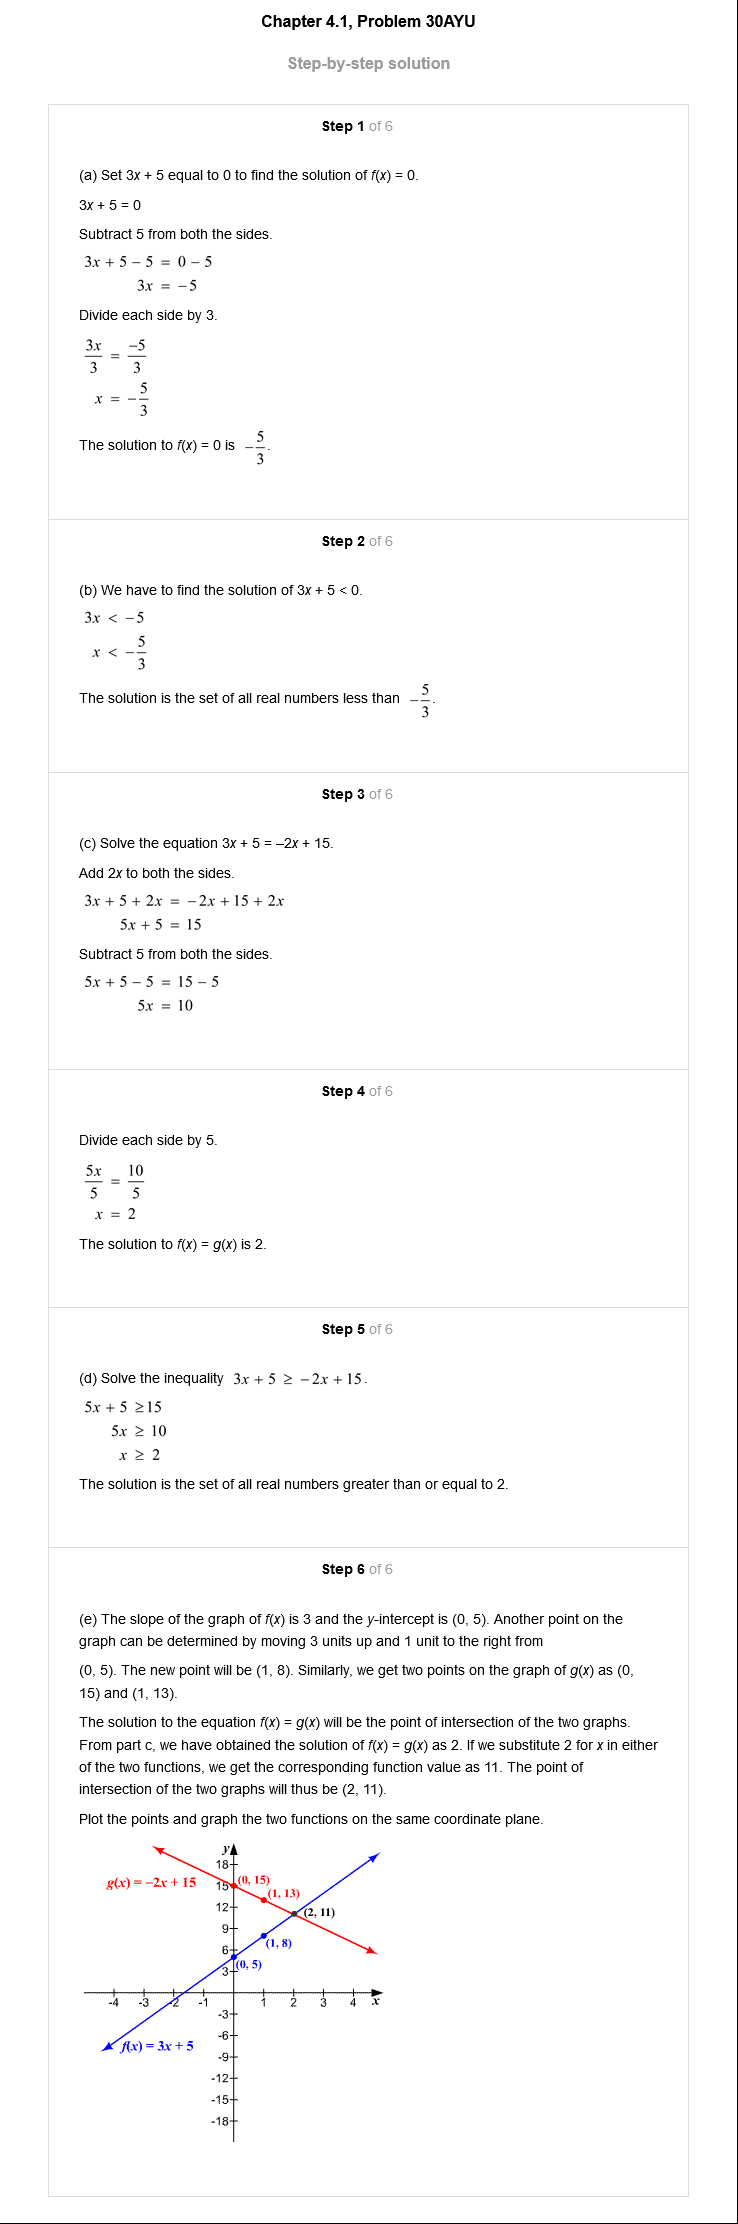 Chapter 4.1, Problem 30AYU
Step-by-step solution
Step 1 of 6
(a) Set 3x + 5 equal to 0 to find the solution of f(x) = 0.
3x + 5 = 0
Subtract 5 from both the sides.
3x + 5 − 5 = 0 − 5
3x = −5
Divide each side by 3.
3x/3 = −5/3
x = −5/3
The solution to f(x) = 0 is −5/3.
Step 2 of 6
(b) We have to find the solution of 3x + 5 < 0.
3x < −5
x < −5/3
The solution is the set of all real numbers less than −5/3.
Step 3 of 6
(c) Solve the equation 3x + 5 = –2x + 15.
Add 2x to both the sides.
3x + 5 + 2x = −2x + 15 + 2x
5x + 5 = 15
Subtract 5 from both the sides.
5x + 5 − 5 = 15 − 5
5x = 10
Step 4 of 6
Divide each side by 5.
5x/5 = 10/5
x = 2
The solution to f(x) = g(x) is 2.
Step 5 of 6
(d) Solve the inequality 3x + 5 ≥ −2x + 15.
5x + 5 ≥15
5x ≥ 10
x ≥ 2
The solution is the set of all real numbers greater than or equal to 2.
Step 6 of 6
(e) The slope of the graph of f(x) is 3 and the y-intercept is (0, 5). Another point on the
graph can be determined by moving 3 units up and 1 unit to the right from
(0, 5). The new point will be (1, 8). Similarly, we get two points on the graph of g(x) as (0,
15) and (1, 13).
The solution to the equation f(x) = g(x) will be the point of intersection of the two graphs.
From part c, we have obtained the solution of f(x) = g(x) as 2. If we substitute 2 for x in either
of the two functions, we get the corresponding function value as 11. The point of
intersection of the two graphs will thus be (2, 11).
Plot the points and graph the two functions on the same coordinate plane.
y
18
g(x) = −2x + 15
15
(0, 15)
(1, 13)
12
(2, 11)
9
(1, 8)
6
(0, 5)
3
-4 -3 -2 -1 1 2 3 4 x
-3
-6
f(x) = 3x + 5
-9
-12
-15
-18